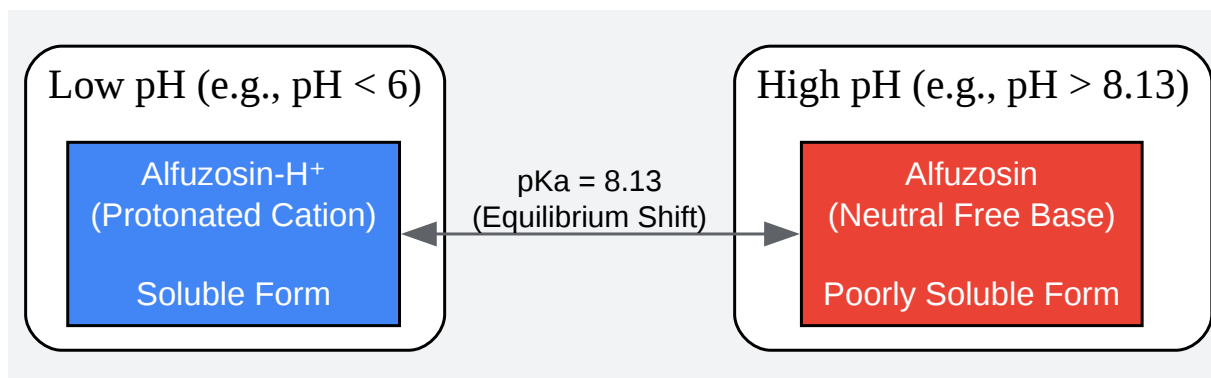 Low pH (e.g., pH < 6)
Alfuzosin-H⁺
(Protonated Cation)
Soluble Form
pKa = 8.13
(Equilibrium Shift)
High pH (e.g., pH > 8.13)
Alfuzosin
(Neutral Free Base)
Poorly Soluble Form